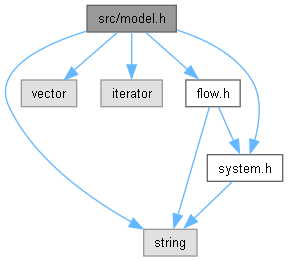 src/model.h
vector
iterator
flow.h
system.h
string